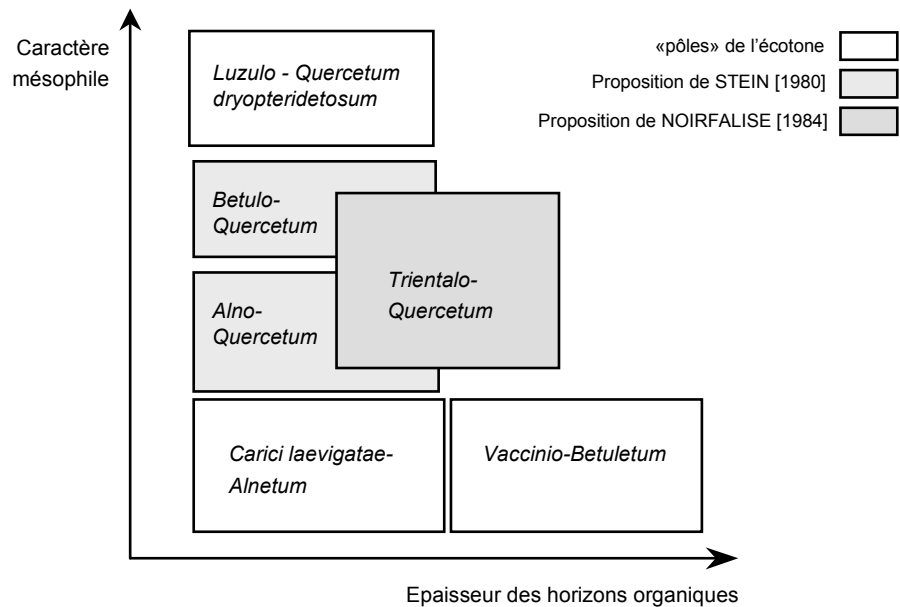 Caractère
mésophile
Luzulo - Quercetum
dryopteridetosum
«pôles» de l'écotone
Proposition de STEIN [1980]
Proposition de NOIRFALISE [1984]
Betulo-
Quercetum
Trientalo-
Quercetum
Alno-
Quercetum
Carici laevigatae-
Alnetum
Vaccinio-Betuletum
Epaisseur des horizons organiques